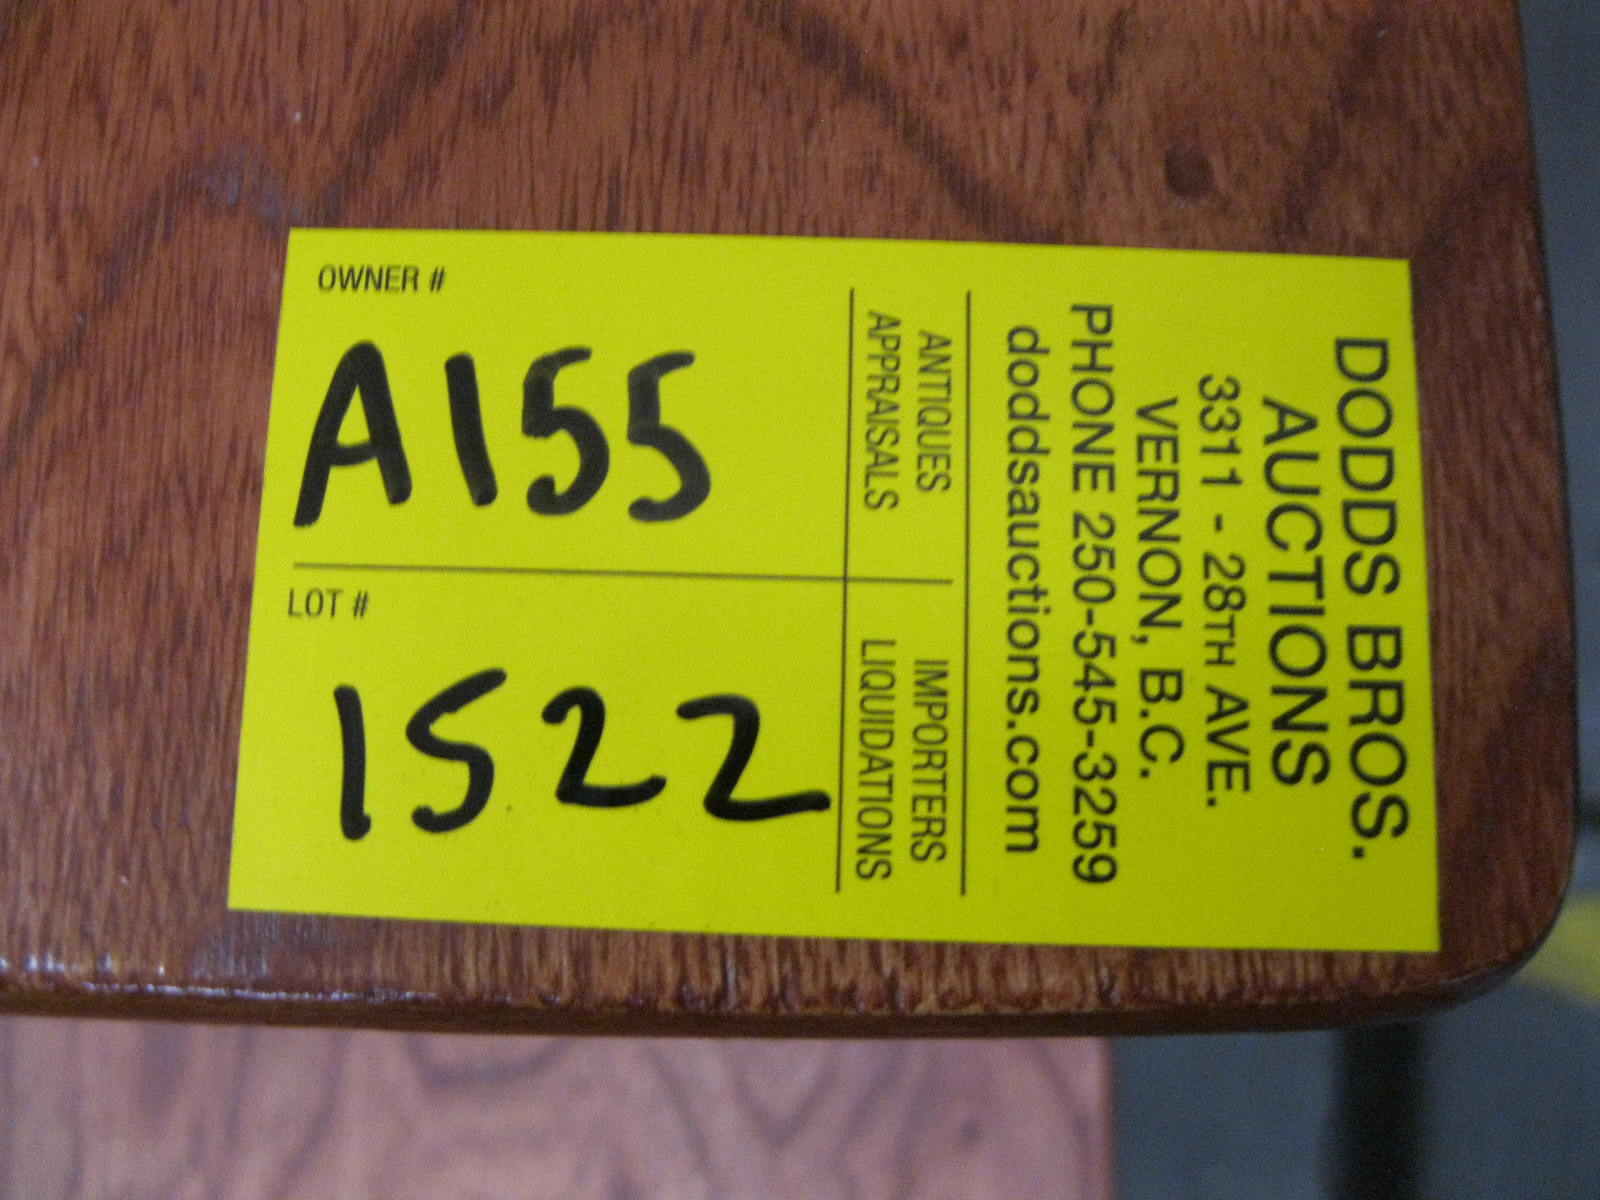 DODDS BROS.
AUCTIONS
3311 - 28TH AVE.
VERNON, B.C.
PHONE 250-545-3259
doddsauctions.com
ANTIQUES
APPRAISALS
IMPORTERS
LIQUIDATIONS
OWNER #
A155
LOT #
1522